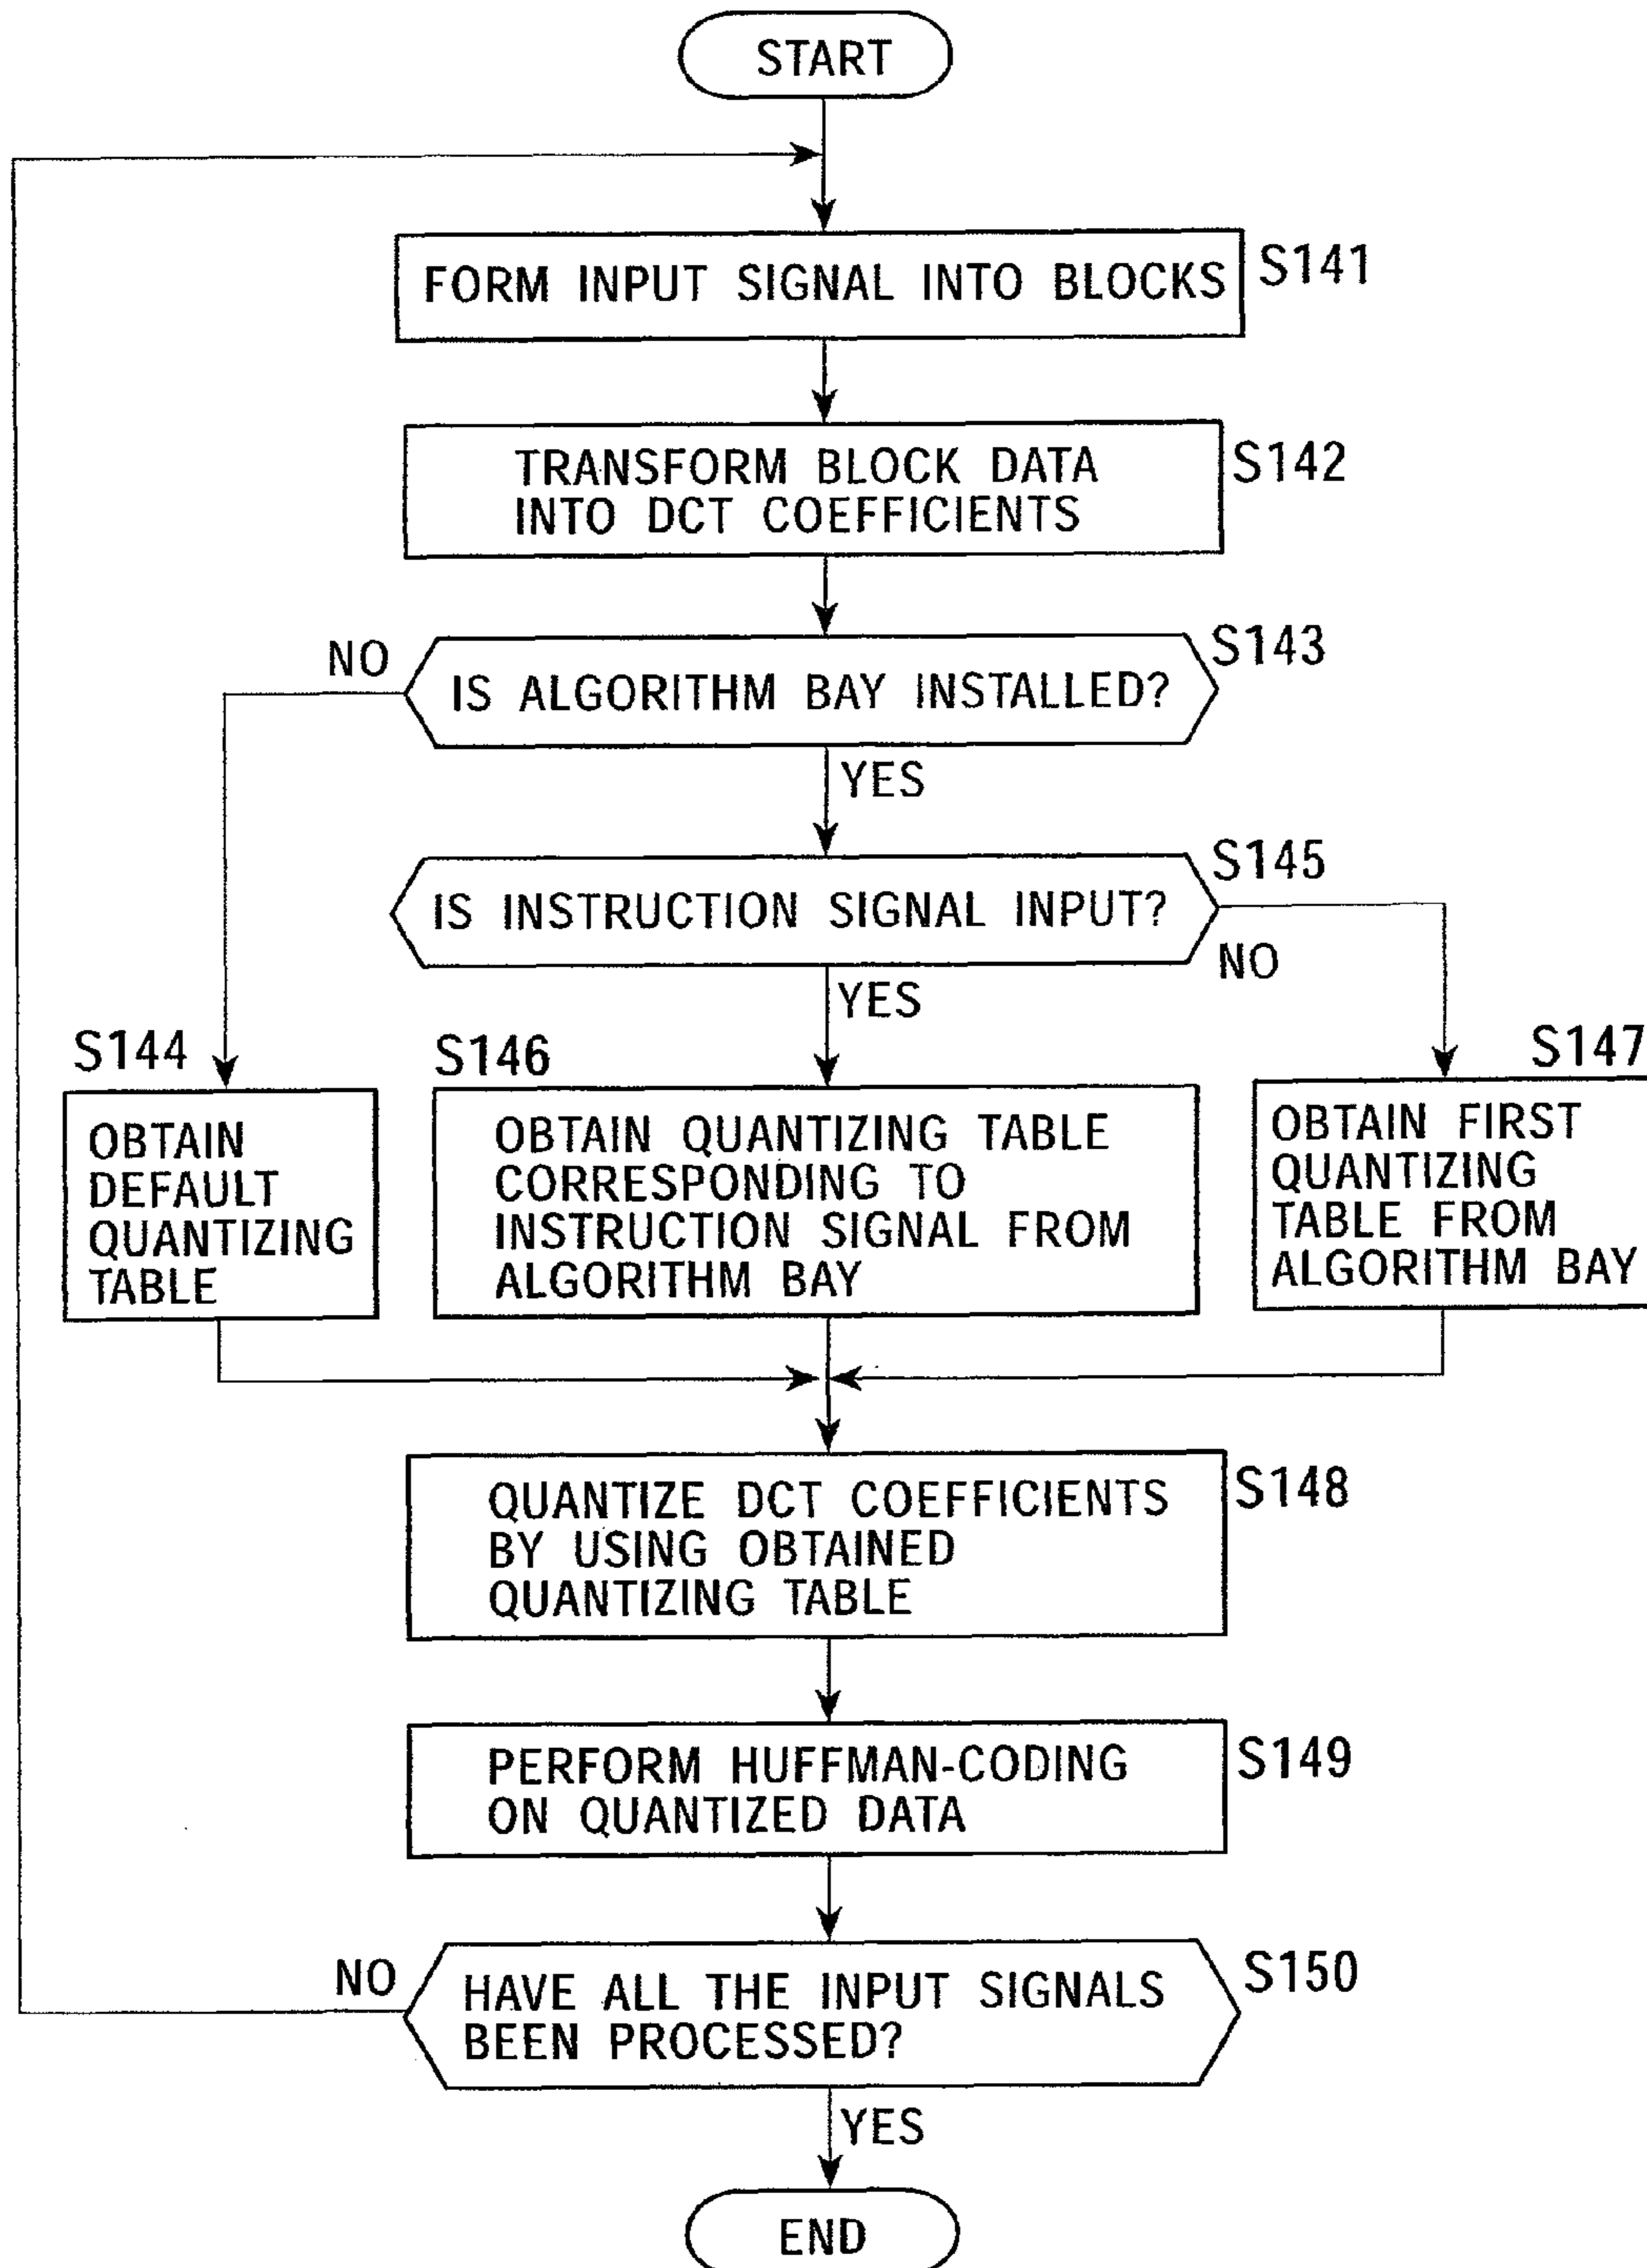 START
FORM INPUT SIGNAL INTO BLOCKS
S141
TRANSFORM BLOCK DATA
INTO DCT COEFFICIENTS
S142
NO
IS ALGORITHM BAY INSTALLED?
S143
YES
IS INSTRUCTION SIGNAL INPUT?
S145
NO
YES
S144
OBTAIN
DEFAULT
QUANTIZING
TABLE
S146
OBTAIN QUANTIZING TABLE
CORRESPONDING TO
INSTRUCTION SIGNAL FROM
ALGORITHM BAY
S147
OBTAIN FIRST
QUANTIZING
TABLE FROM
ALGORITHM BAY
QUANTIZE DCT COEFFICIENTS
BY USING OBTAINED
QUANTIZING TABLE
S148
PERFORM HUFFMAN-CODING
ON QUANTIZED DATA
S149
NO
HAVE ALL THE INPUT SIGNALS
BEEN PROCESSED?
S150
YES
END